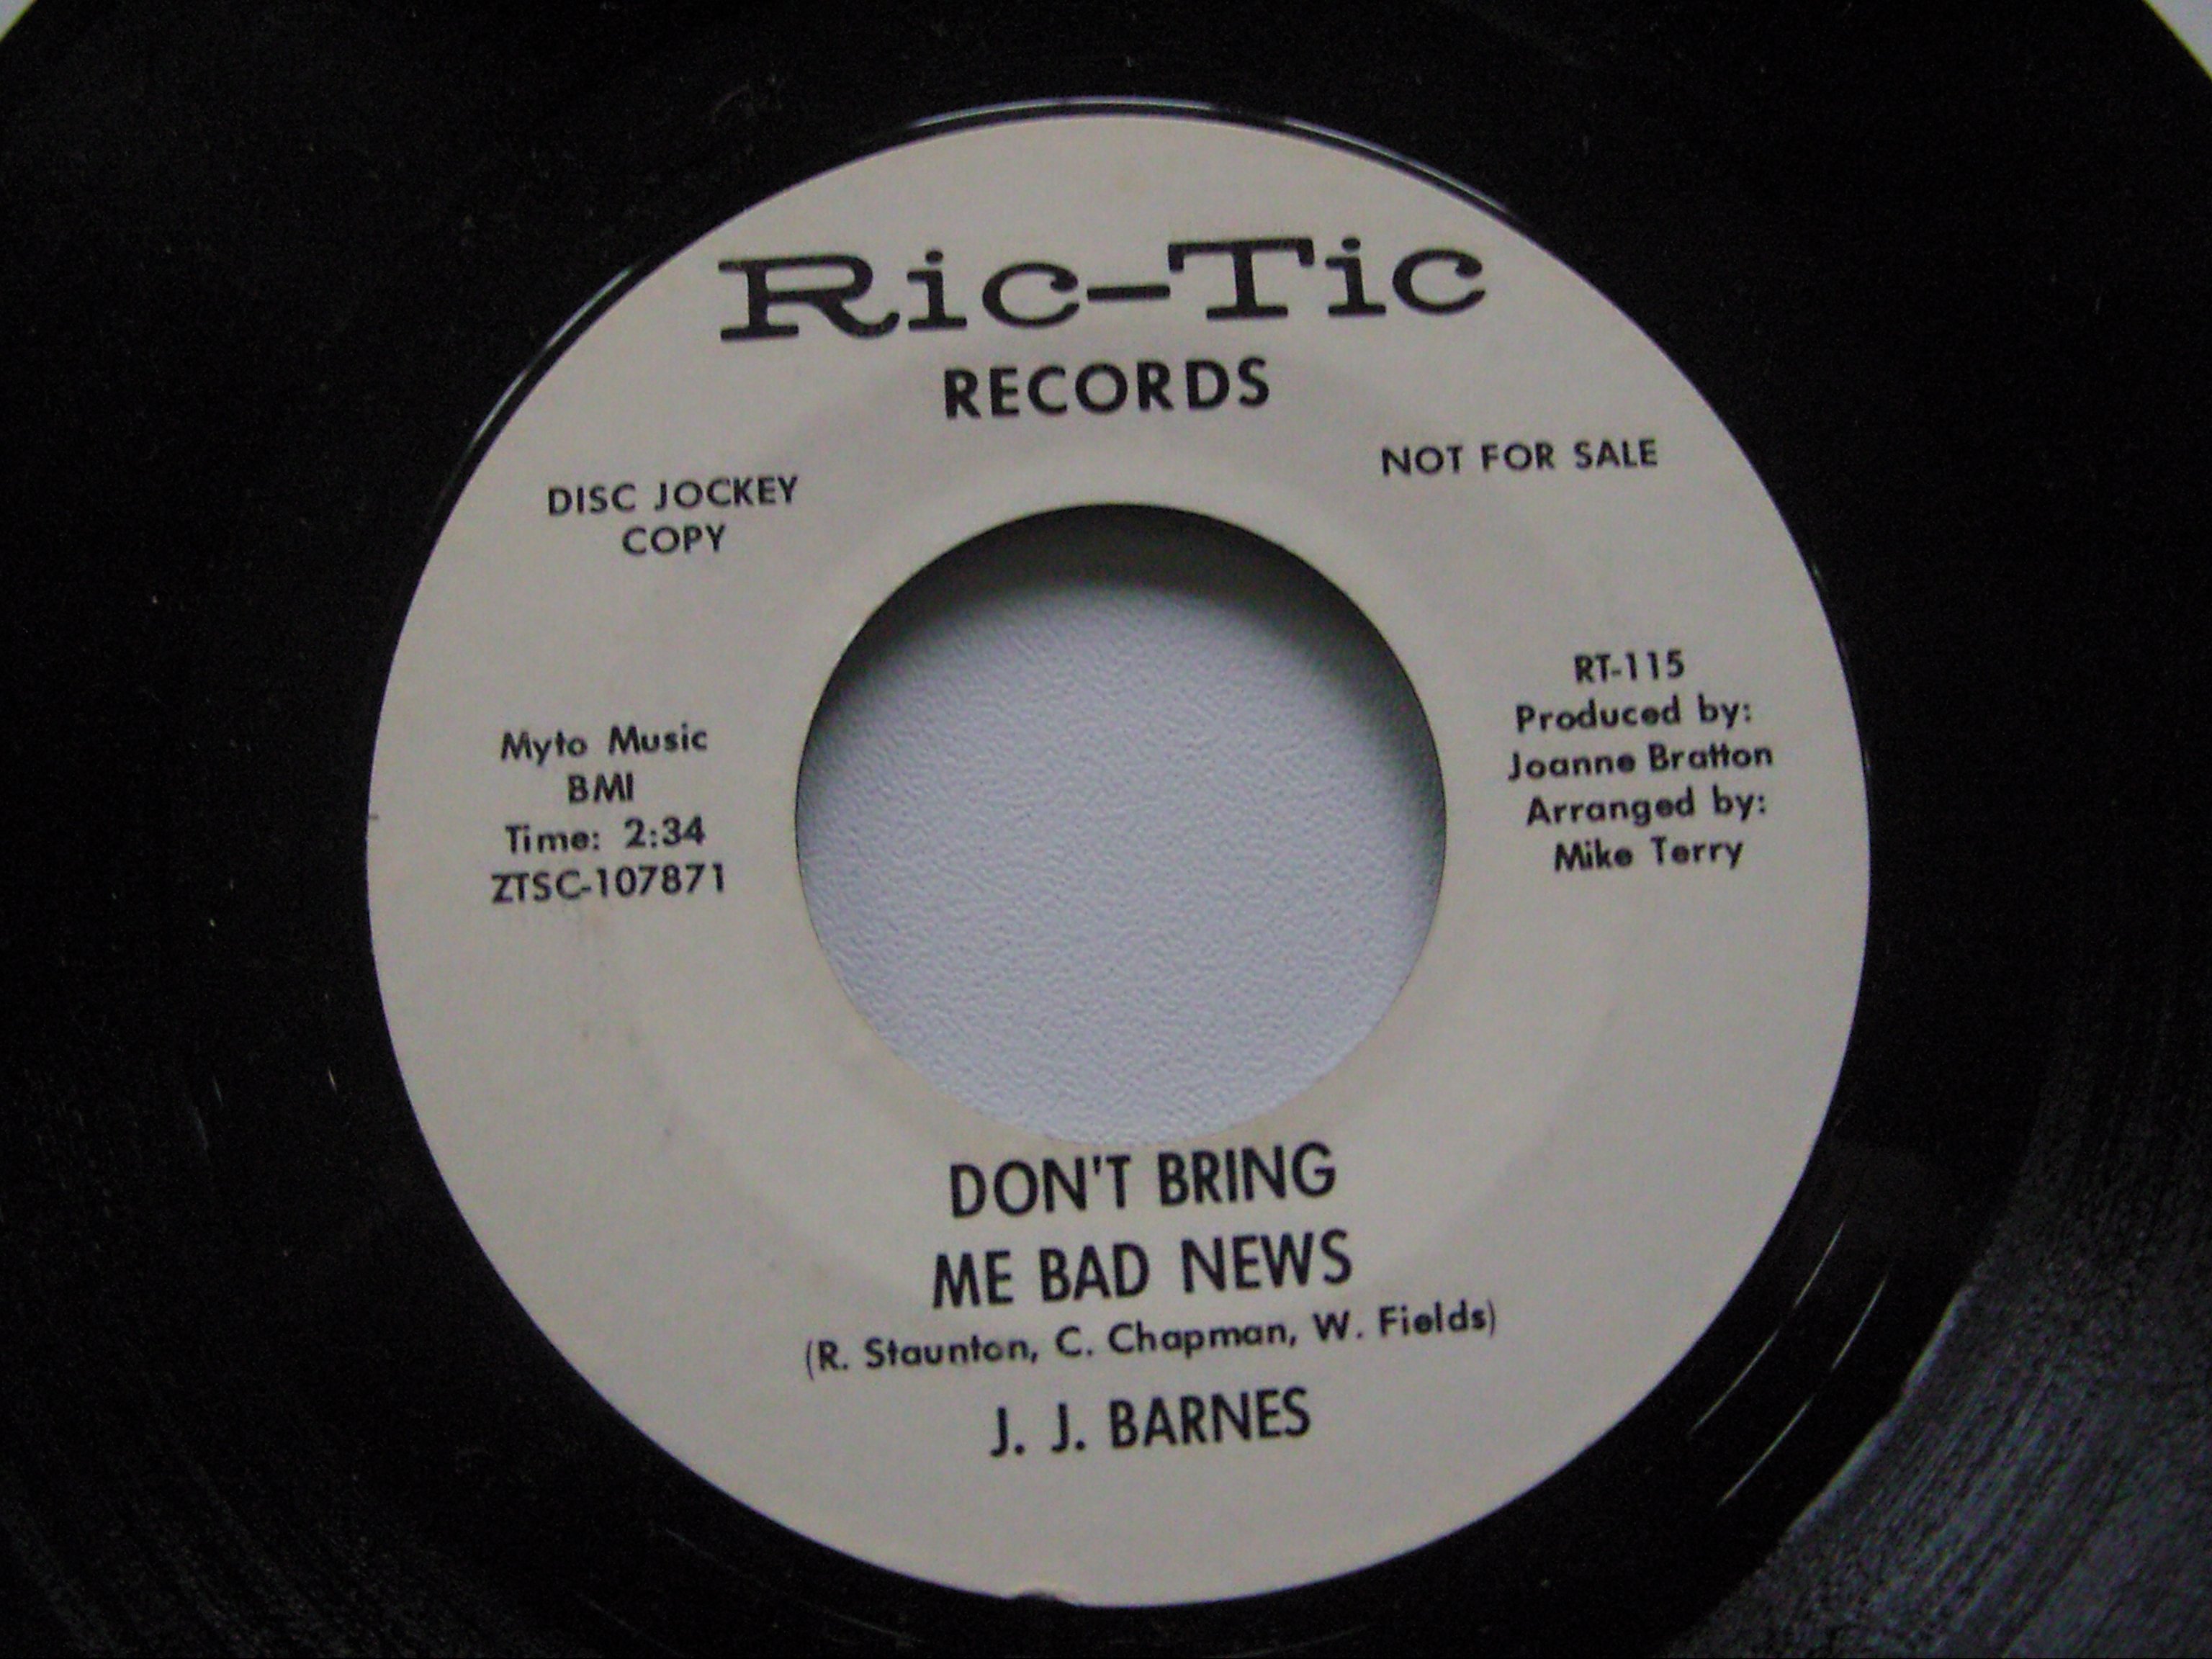 Ric-Tic
RECORDS
DISC JOCKEY
COPY
NOT FOR SALE
Myto Music
BMI
Time: 2:34
ZTSC-107871
RT-115
Produced by:
Joanne Bratton
Arranged by:
Mike Terry
DON'T BRING
ME BAD NEWS
(R. Staunton, C. Chapman, W. Fields)
J. J. BARNES